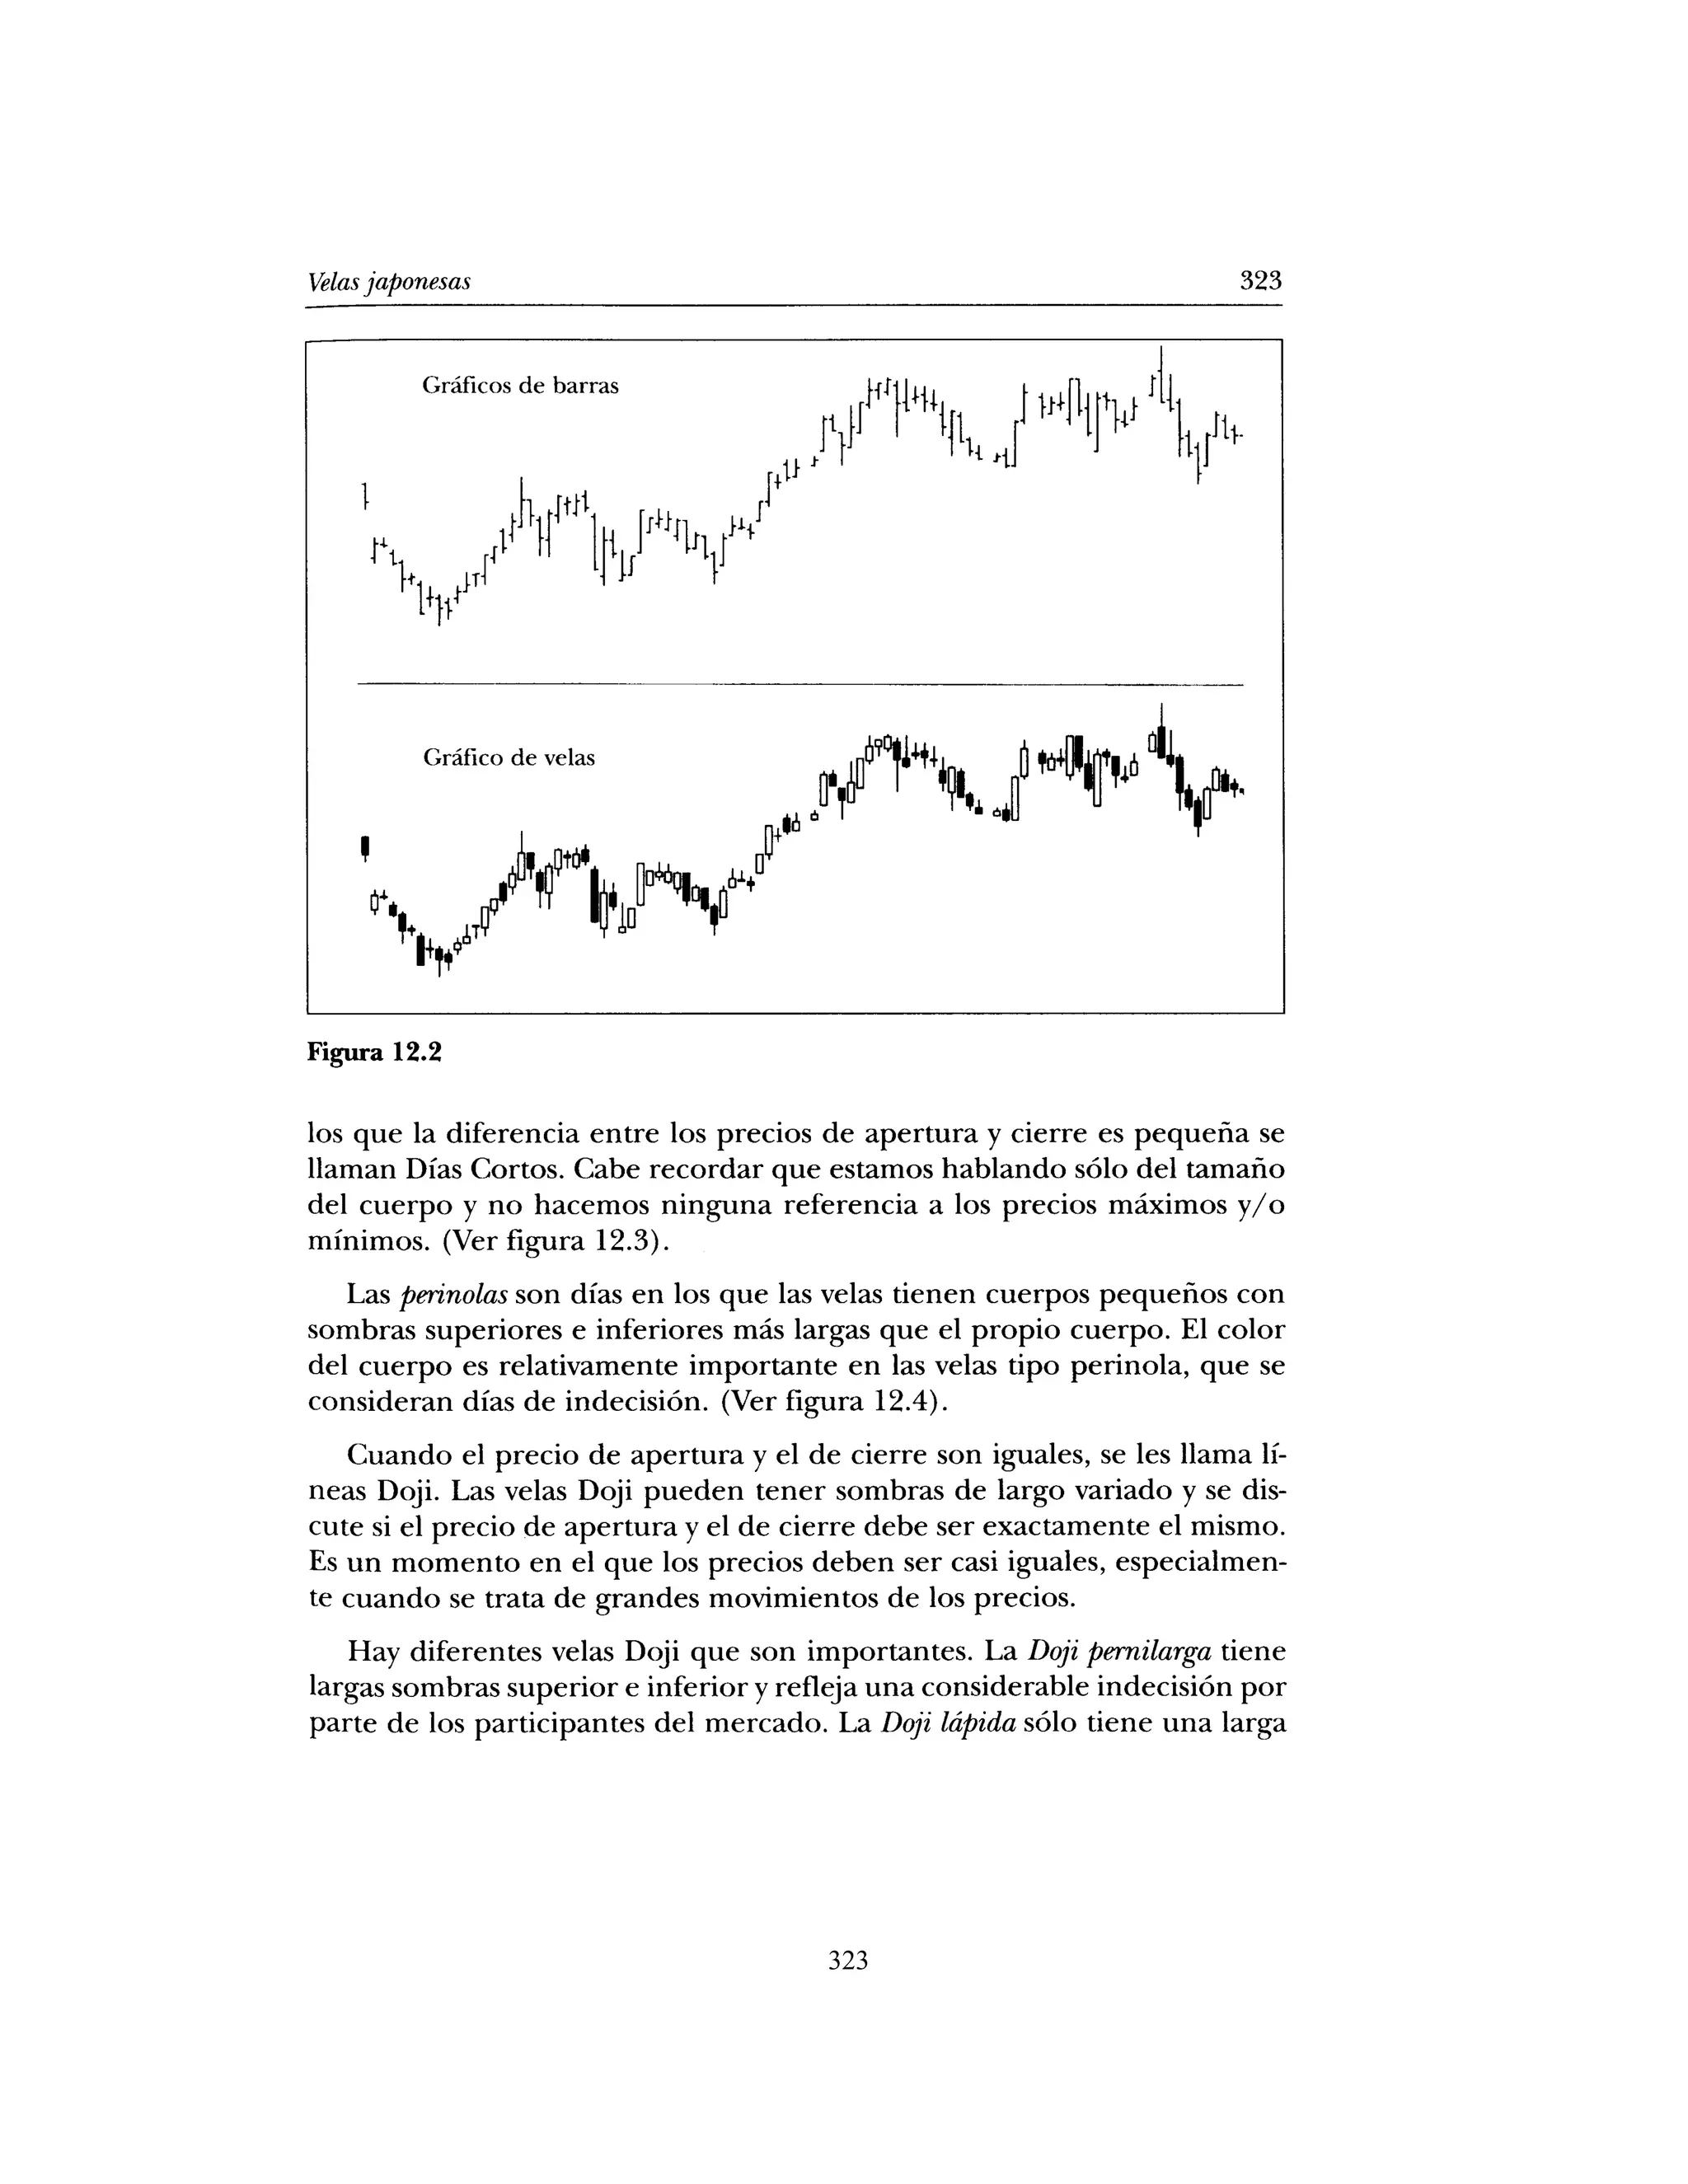 Velas japonesas 323
Gráficos de barras
Gráfico de velas
Figura 12.2
los que la diferencia entre los precios de apertura y cierre es pequeña se
llaman Días Cortos. Cabe recordar que estamos hablando sólo del tamaño
del cuerpo y no hacemos ninguna referencia a los precios máximos y/o
mínimos. (Ver figura 12.3).
Las perinolas son días en los que las velas tienen cuerpos pequeños con
sombras superiores e inferiores más largas que el propio cuerpo. El color
del cuerpo es relativamente importante en las velas tipo perinola, que se
consideran días de indecisión. (Ver figura 12.4).
Cuando el precio de apertura y el de cierre son iguales, se les llama lí-
neas Doji. Las velas Doji pueden tener sombras de largo variado y se dis-
cute si el precio de apertura y el de cierre debe ser exactamente el mismo.
Es un momento en el que los precios deben ser casi iguales, especialmen-
te cuando se trata de grandes movimientos de los precios.
Hay diferentes velas Doji que son importantes. La Doji pernilarga tiene
largas sombras superior e inferior y refleja una considerable indecisión por
parte de los participantes del mercado. La Doji lápida sólo tiene una larga
323